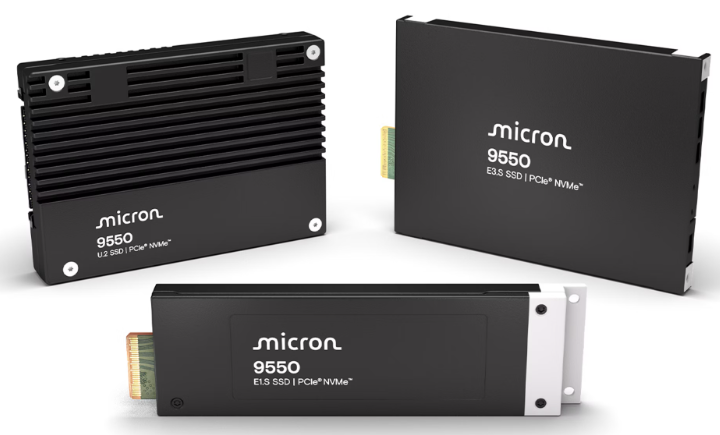 micron
9550
U.2 SSD | PCIe® NVMe™
micron
9550
E3.S SSD | PCIe® NVMe™
micron
9550
E1.S SSD | PCIe® NVMe™